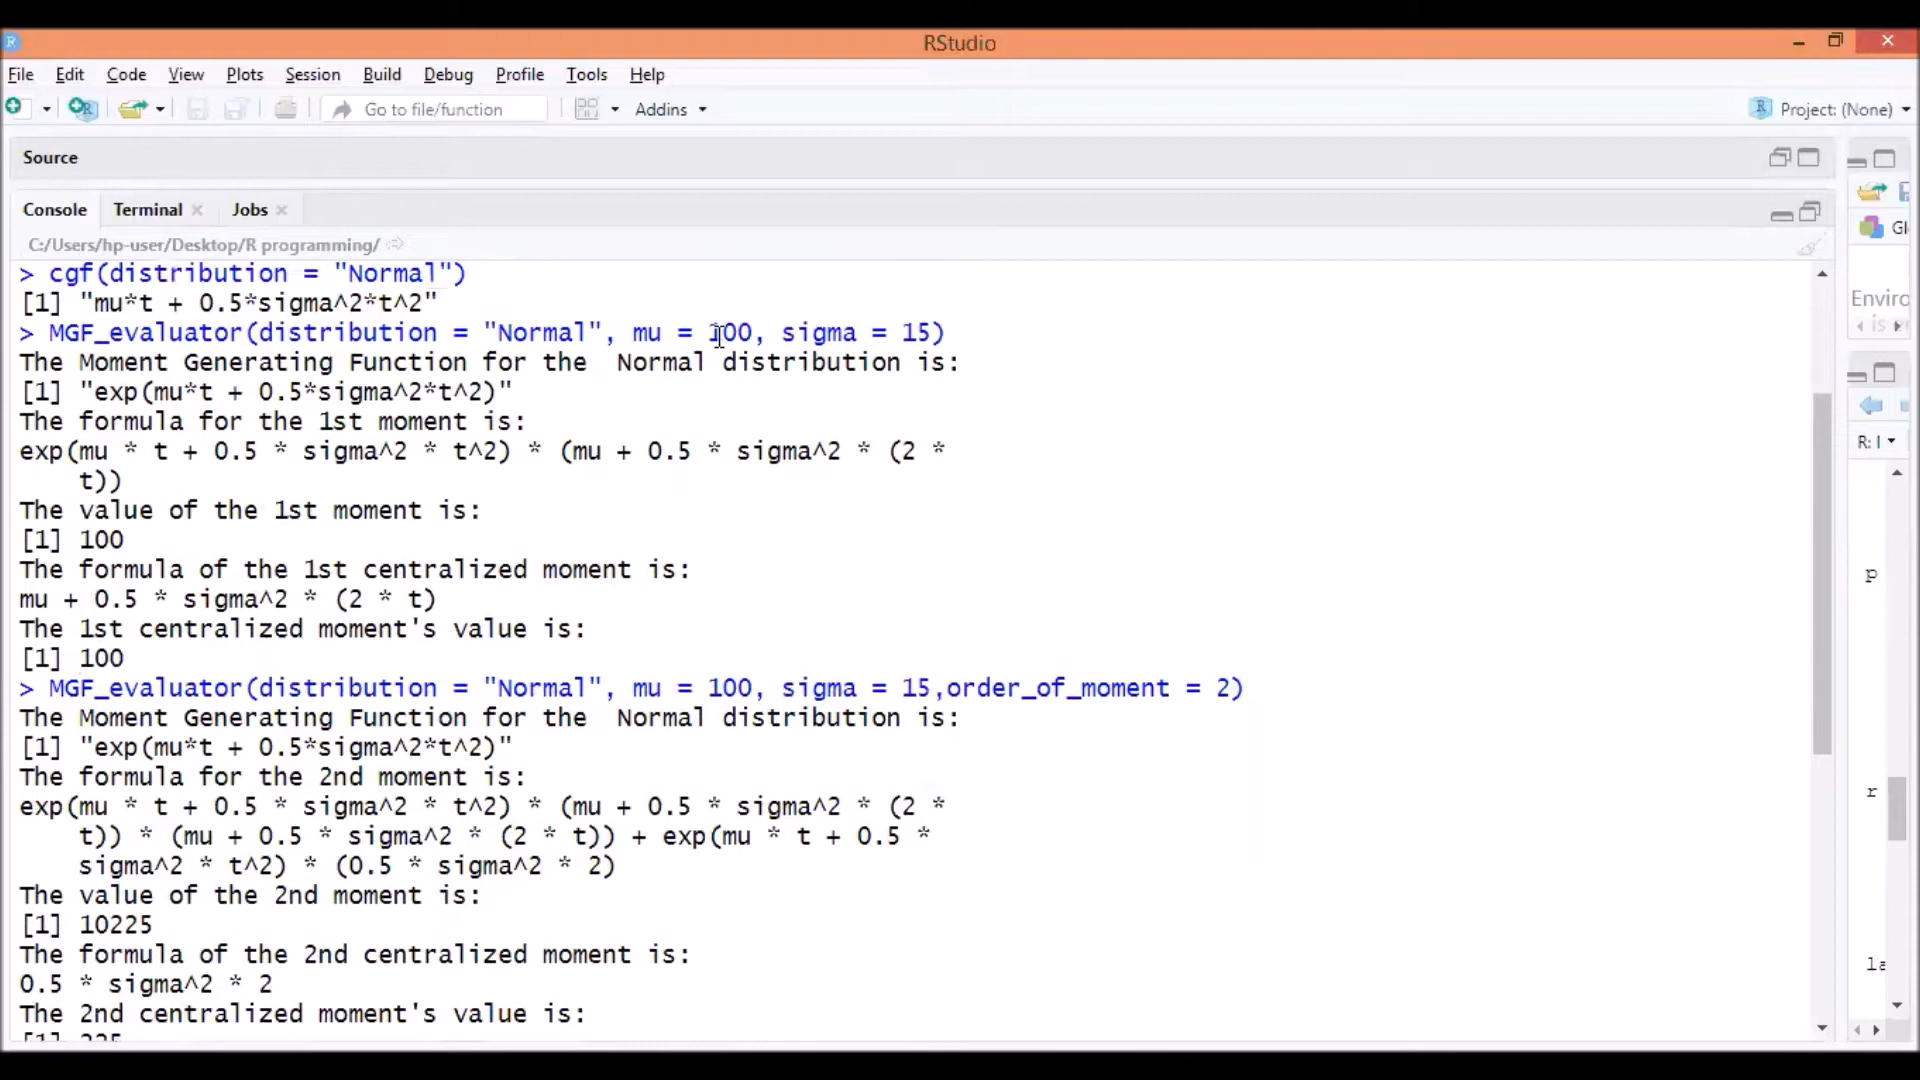 RStudio
File Edit Code View Plots Session Build Debug Profile Tools Help
Go to file/function Addins Project: (None)
Source
Console Terminal Jobs
C:/Users/hp-user/Desktop/R programming/
> cgf(distribution = "Normal")
[1] "mu*t + 0.5*sigma^2*t^2"
> MGF_evaluator(distribution = "Normal", mu = 100, sigma = 15)
The Moment Generating Function for the  Normal distribution is:
[1] "exp(mu*t + 0.5*sigma^2*t^2)"
The formula for the 1st moment is:
exp(mu * t + 0.5 * sigma^2 * t^2) * (mu + 0.5 * sigma^2 * (2 *
t))
The value of the 1st moment is:
[1] 100
The formula of the 1st centralized moment is:
mu + 0.5 * sigma^2 * (2 * t)
The 1st centralized moment's value is:
[1] 100
> MGF_evaluator(distribution = "Normal", mu = 100, sigma = 15,order_of_moment = 2)
The Moment Generating Function for the  Normal distribution is:
[1] "exp(mu*t + 0.5*sigma^2*t^2)"
The formula for the 2nd moment is:
exp(mu * t + 0.5 * sigma^2 * t^2) * (mu + 0.5 * sigma^2 * (2 *
t)) * (mu + 0.5 * sigma^2 * (2 * t)) + exp(mu * t + 0.5 *
sigma^2 * t^2) * (0.5 * sigma^2 * 2)
The value of the 2nd moment is:
[1] 10225
The formula of the 2nd centralized moment is:
0.5 * sigma^2 * 2
The 2nd centralized moment's value is:
[1] 225
Gl
Enviro
is
R: I
p
r
la